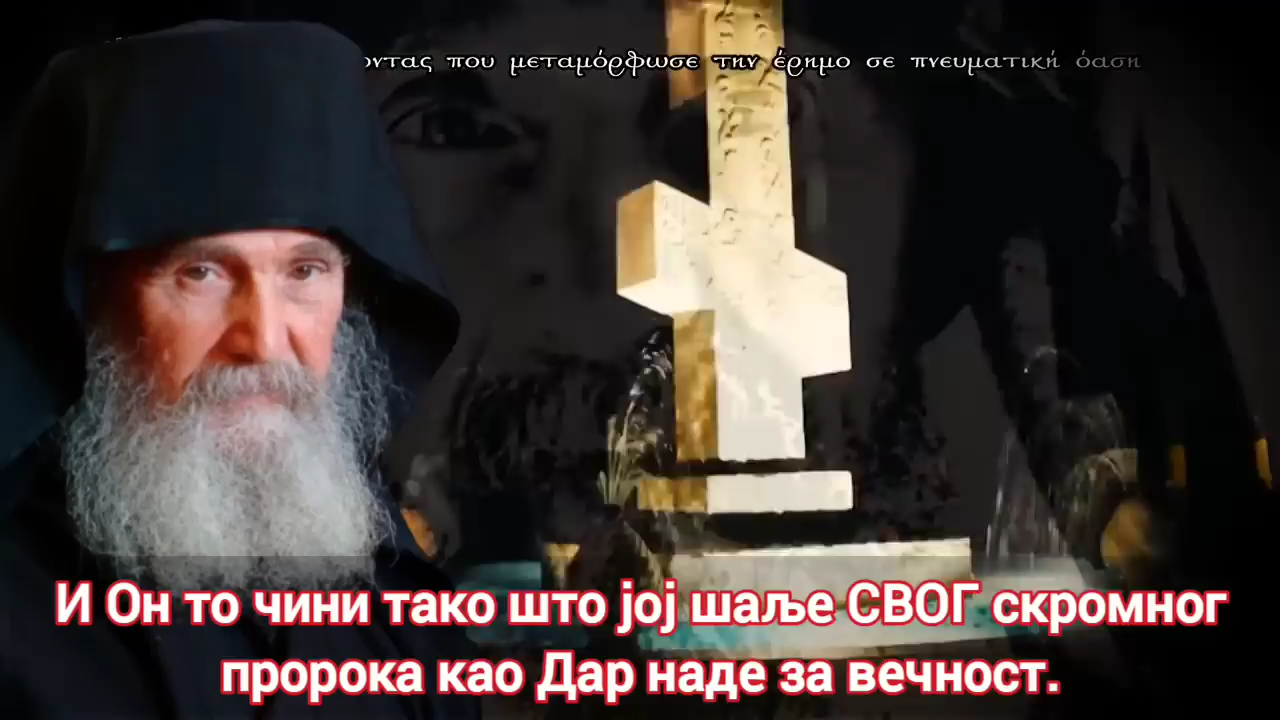 που μεταμόρφωσε την έρημο σε πνευματική όαση
И Он то чини тако што јој шаље СВОГ скромног
пророка као Дар наде за вечност.